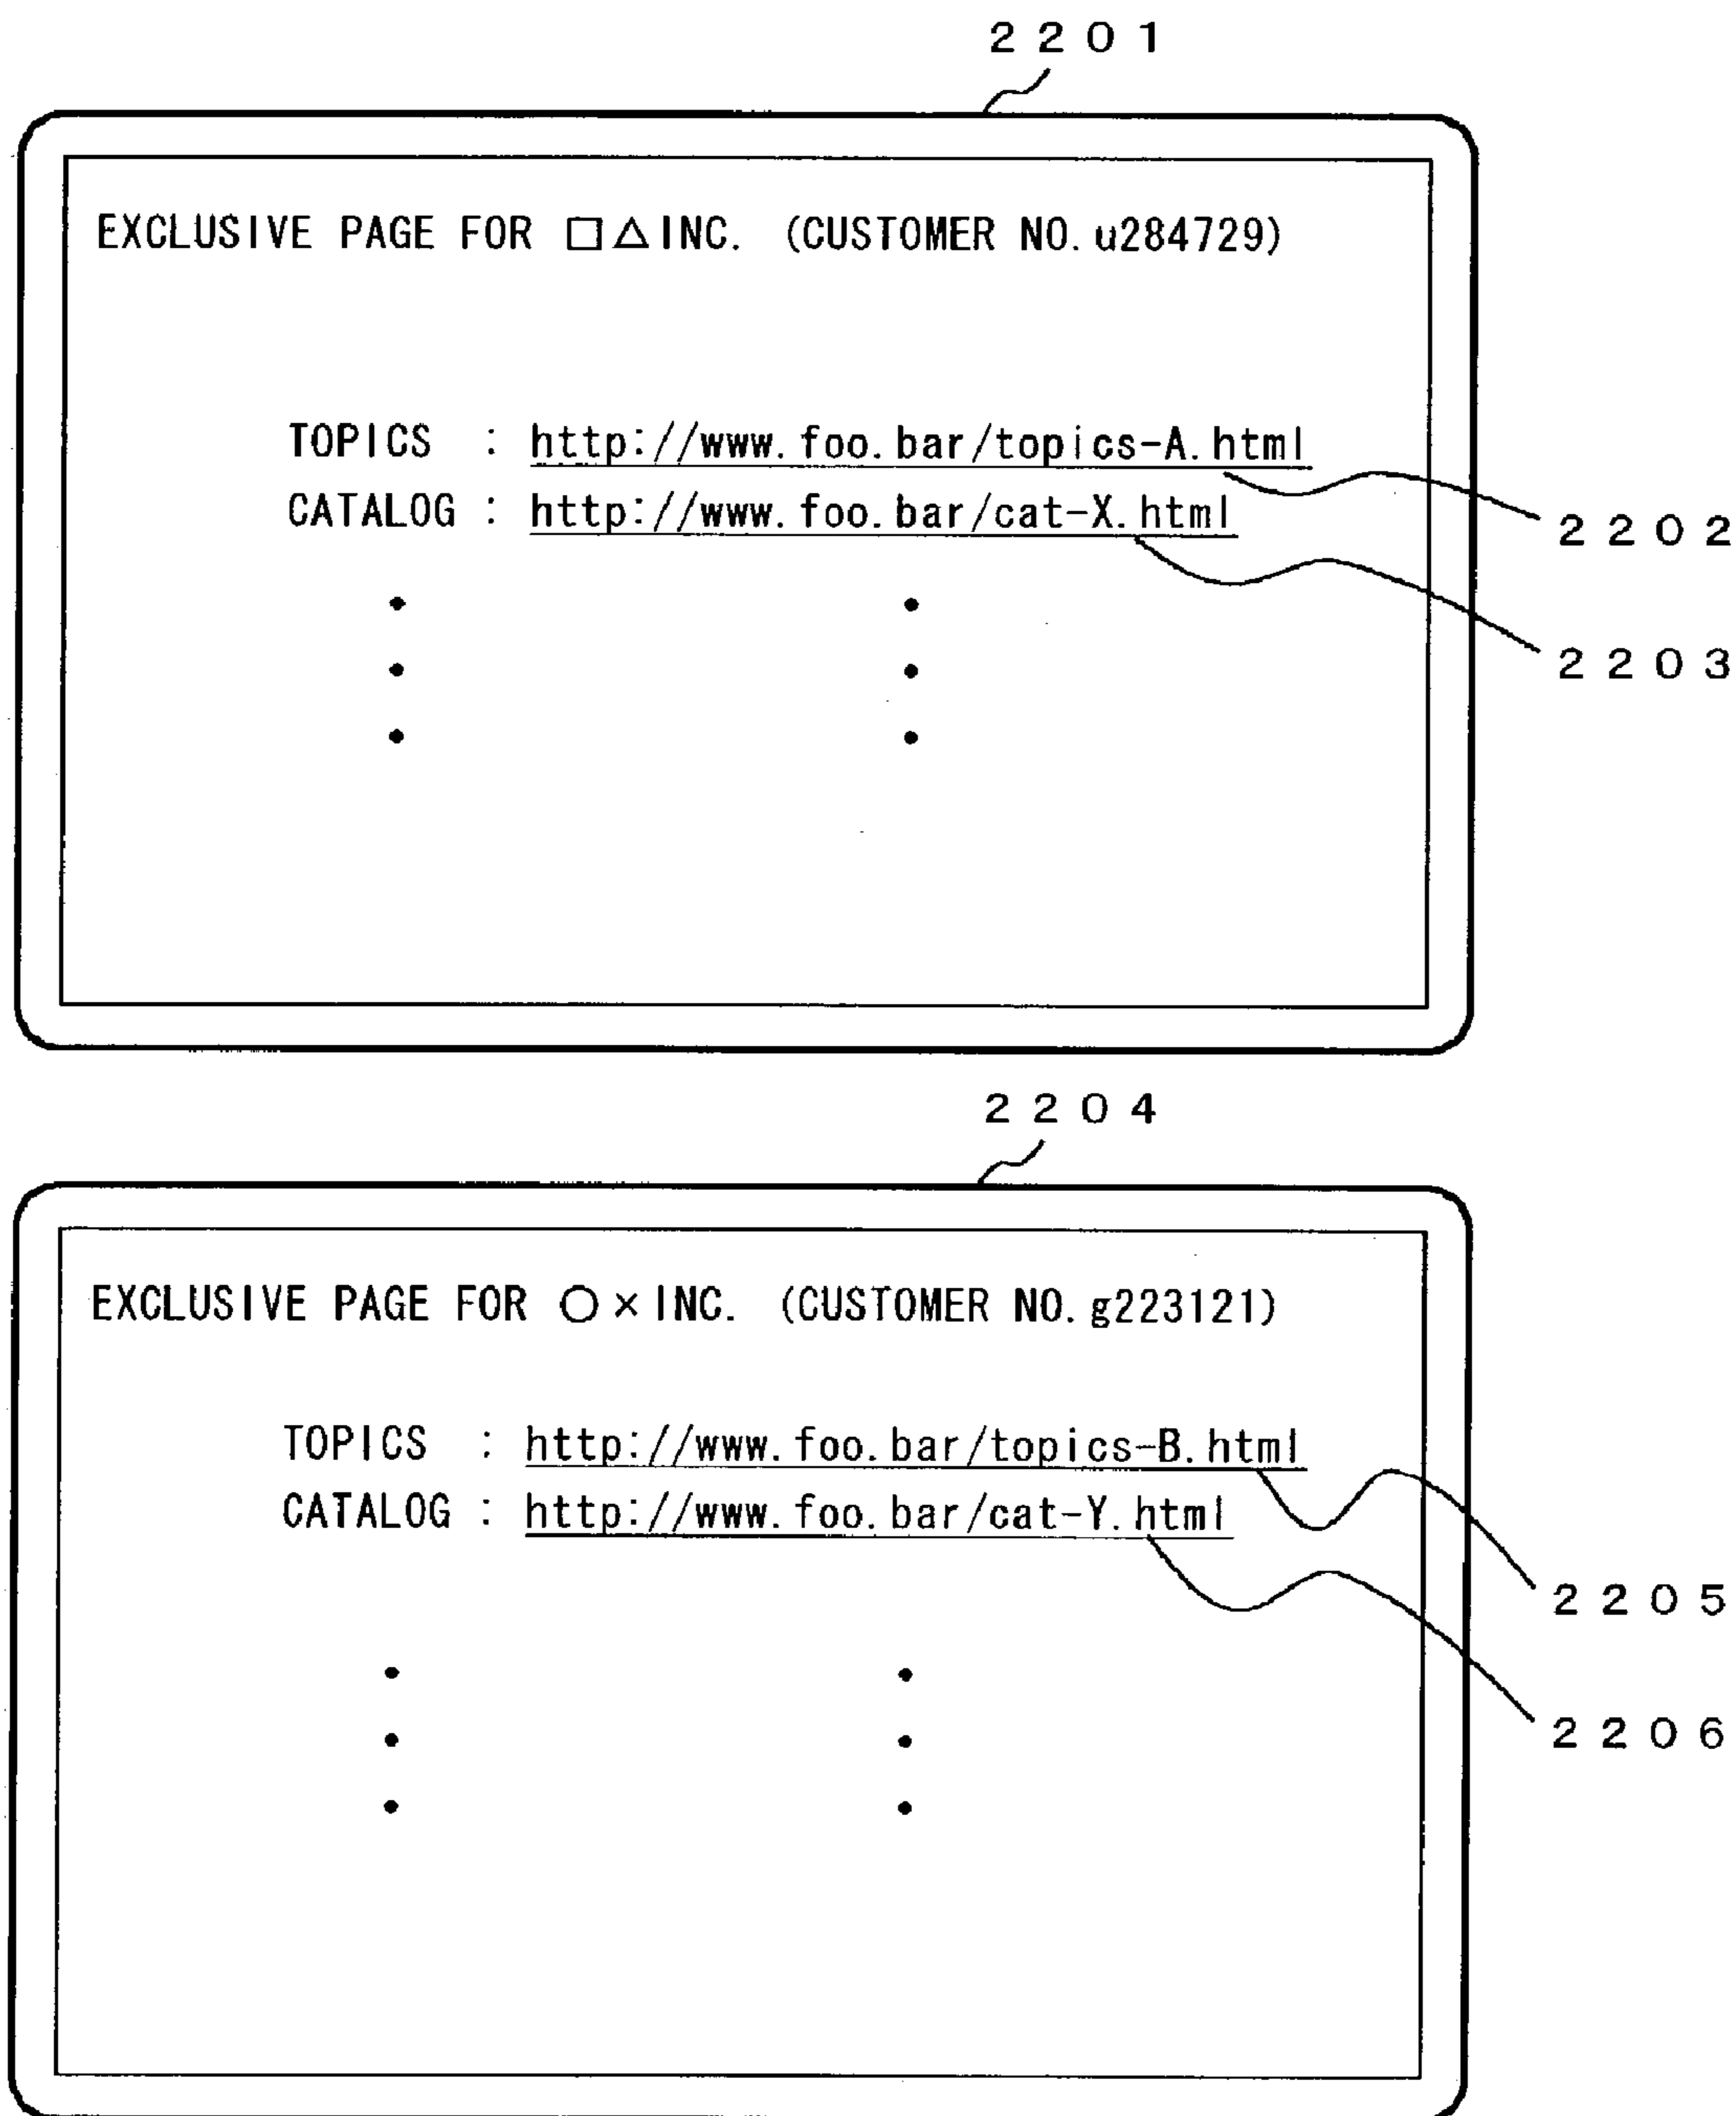 2201
EXCLUSIVE PAGE FOR □△INC. (CUSTOMER NO. u284729)
TOPICS : http://www.foo.bar/topics-A.html
CATALOG : http://www.foo.bar/cat-X.html
2202
2203
2204
EXCLUSIVE PAGE FOR ○×INC. (CUSTOMER NO. g223121)
TOPICS : http://www.foo.bar/topics-B.html
CATALOG : http://www.foo.bar/cat-Y.html
2205
2206